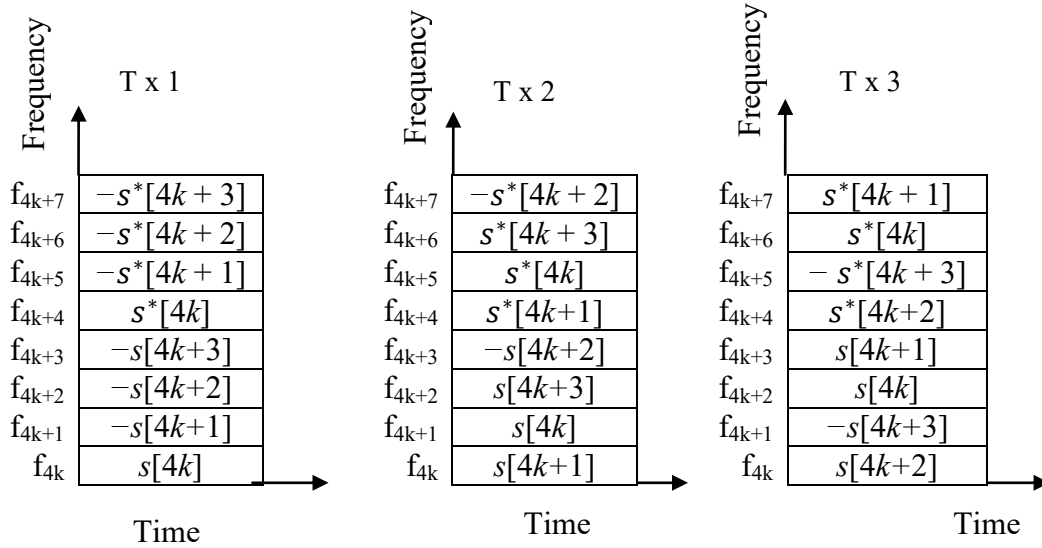 Frequency
T x 1
f4k+7
−s*[4k + 3]
f4k+6
−s*[4k + 2]
f4k+5
−s*[4k + 1]
f4k+4
s*[4k]
f4k+3
−s[4k+3]
f4k+2
−s[4k+2]
f4k+1
−s[4k+1]
f4k
s[4k]
Time
Frequency
T x 2
f4k+7
−s*[4k + 2]
f4k+6
s*[4k + 3]
f4k+5
s*[4k]
f4k+4
s*[4k+1]
f4k+3
−s[4k+2]
f4k+2
s[4k+3]
f4k+1
s[4k]
f4k
s[4k+1]
Time
Frequency
T x 3
f4k+7
s*[4k + 1]
f4k+6
s*[4k]
f4k+5
− s*[4k + 3]
f4k+4
s*[4k+2]
f4k+3
s[4k+1]
f4k+2
s[4k]
f4k+1
−s[4k+3]
f4k
s[4k+2]
Time